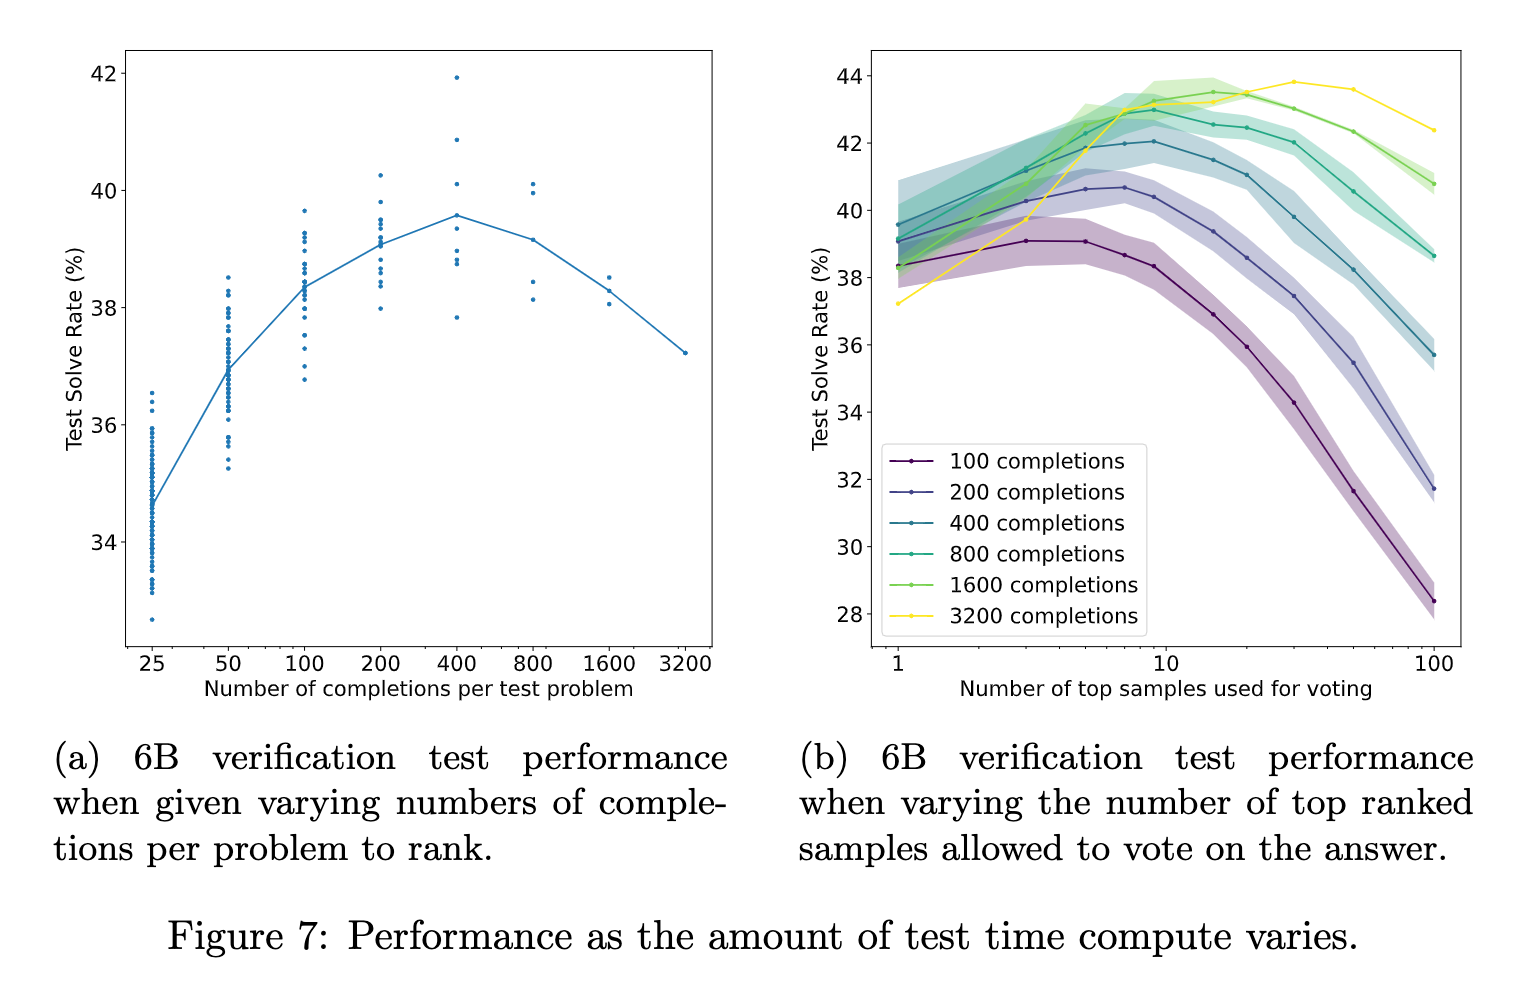 42
40
38
36
34
Test Solve Rate (%)
25 50 100 200 400 800 1600 3200
Number of completions per test problem
44
42
40
38
36
34
32
30
28
Test Solve Rate (%)
100 completions
200 completions
400 completions
800 completions
1600 completions
3200 completions
1 10 100
Number of top samples used for voting
(a) 6B verification test performance
when given varying numbers of comple-
tions per problem to rank.
(b) 6B verification test performance
when varying the number of top ranked
samples allowed to vote on the answer.
Figure 7: Performance as the amount of test time compute varies.